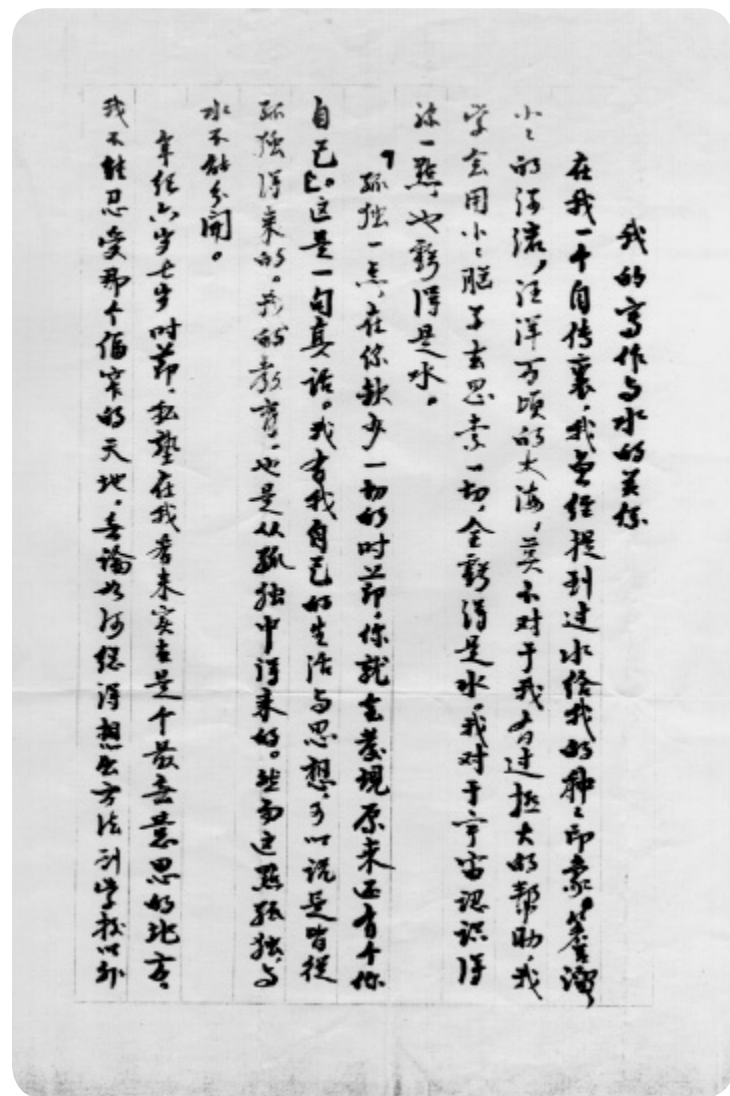 我的写作与水的关系
在我一个自传里，我曾经提到过水给我的种种印象。簷溜，
小小的河流，汪洋万顷的大海，莫不对于我有过极大的帮助，我
学会用小小脑子去思索一切，全亏得是水，我对于宇宙认识得
深一点，也亏得是水。
「孤独一点，在你缺少一切的时节，你就会发现原来还有个你
自己」。这是一句真话。我有我自己的生活与思想，可以说是皆从
孤独得来的。我的教育，也是从孤独中得来的。然而这点孤独，与
水不能分开。
年纪六岁七岁时节，私塾在我看来实在是个最无意思的地方。
我不能忍受那个逼窄的天地，无论如何总得想出方法到学校以外